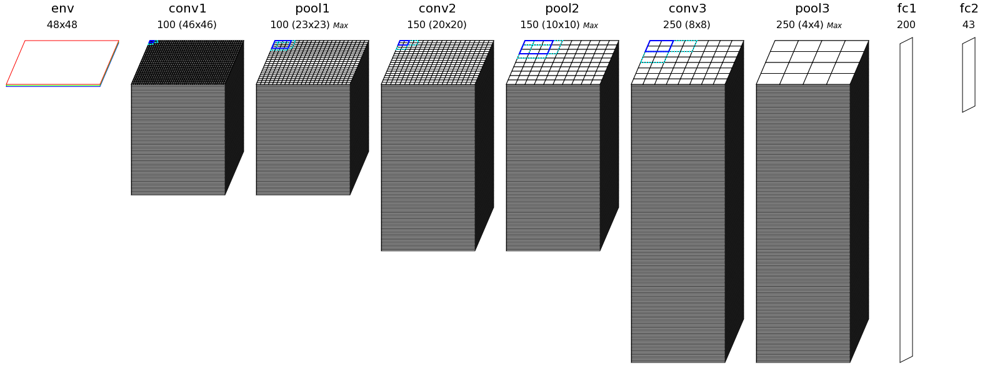 env conv1 pool1 conv2 pool2 conv3 pool3 fc1 fc2
48x48 100 (46x46) 100 (23x23) Max 150 (20x20) 150 (10x10) Max 250 (8x8) 250 (4x4) Max 200 43